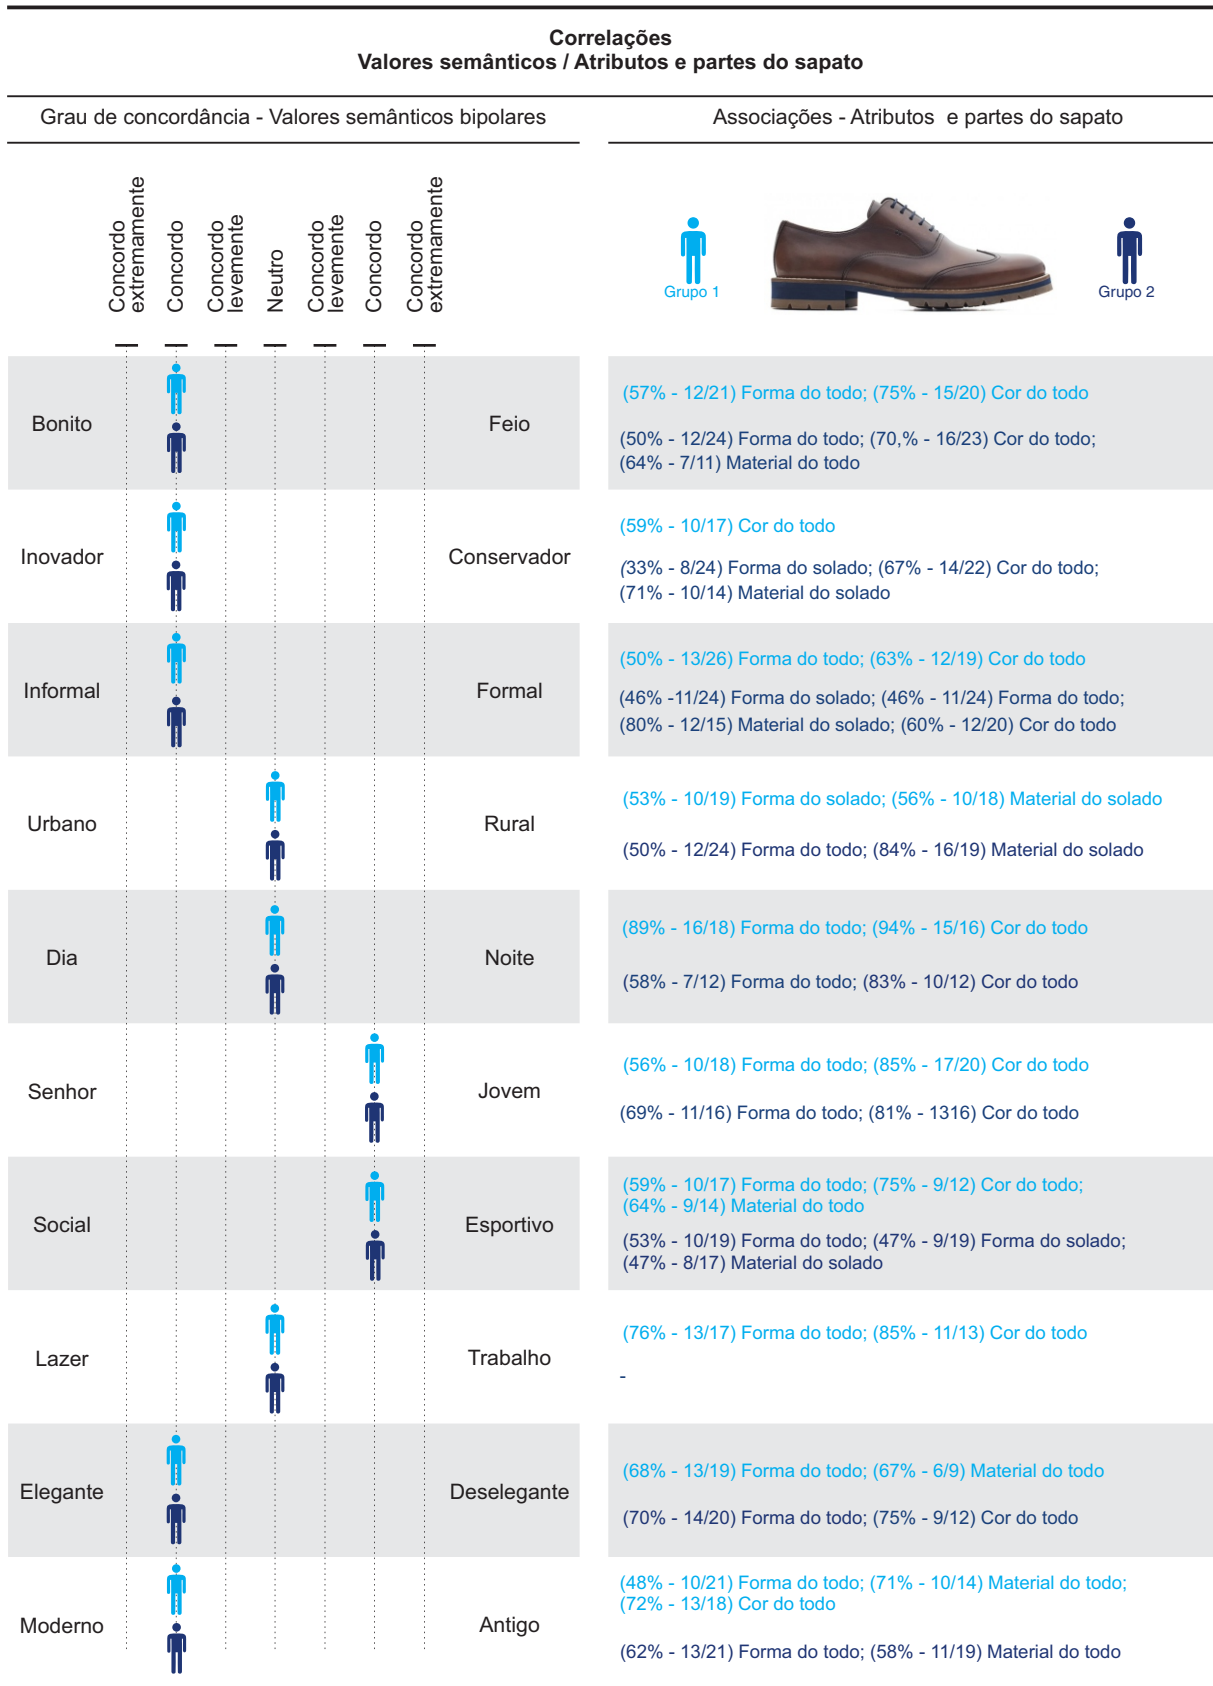 Correlações
Valores semânticos / Atributos e partes do sapato
Grau de concordância - Valores semânticos bipolares
Associações - Atributos e partes do sapato
Concordo
extremamente
Concordo
Concordo
levemente
Neutro
Concordo
levemente
Concordo
Concordo
extremamente
Grupo 1
Grupo 2
Bonito
Feio
(57% - 12/21) Forma do todo; (75% - 15/20) Cor do todo
(50% - 12/24) Forma do todo; (70,% - 16/23) Cor do todo;
(64% - 7/11) Material do todo
Inovador
Conservador
(59% - 10/17) Cor do todo
(33% - 8/24) Forma do solado; (67% - 14/22) Cor do todo;
(71% - 10/14) Material do solado
Informal
Formal
(50% - 13/26) Forma do todo; (63% - 12/19) Cor do todo
(46% -11/24) Forma do solado; (46% - 11/24) Forma do todo;
(80% - 12/15) Material do solado; (60% - 12/20) Cor do todo
Urbano
Rural
(53% - 10/19) Forma do solado; (56% - 10/18) Material do solado
(50% - 12/24) Forma do todo; (84% - 16/19) Material do solado
Dia
Noite
(89% - 16/18) Forma do todo; (94% - 15/16) Cor do todo
(58% - 7/12) Forma do todo; (83% - 10/12) Cor do todo
Senhor
Jovem
(56% - 10/18) Forma do todo; (85% - 17/20) Cor do todo
(69% - 11/16) Forma do todo; (81% - 1316) Cor do todo
Social
Esportivo
(59% - 10/17) Forma do todo; (75% - 9/12) Cor do todo;
(64% - 9/14) Material do todo
(53% - 10/19) Forma do todo; (47% - 9/19) Forma do solado;
(47% - 8/17) Material do solado
Lazer
Trabalho
(76% - 13/17) Forma do todo; (85% - 11/13) Cor do todo
-
Elegante
Deselegante
(68% - 13/19) Forma do todo; (67% - 6/9) Material do todo
(70% - 14/20) Forma do todo; (75% - 9/12) Cor do todo
Moderno
Antigo
(48% - 10/21) Forma do todo; (71% - 10/14) Material do todo;
(72% - 13/18) Cor do todo
(62% - 13/21) Forma do todo; (58% - 11/19) Material do todo